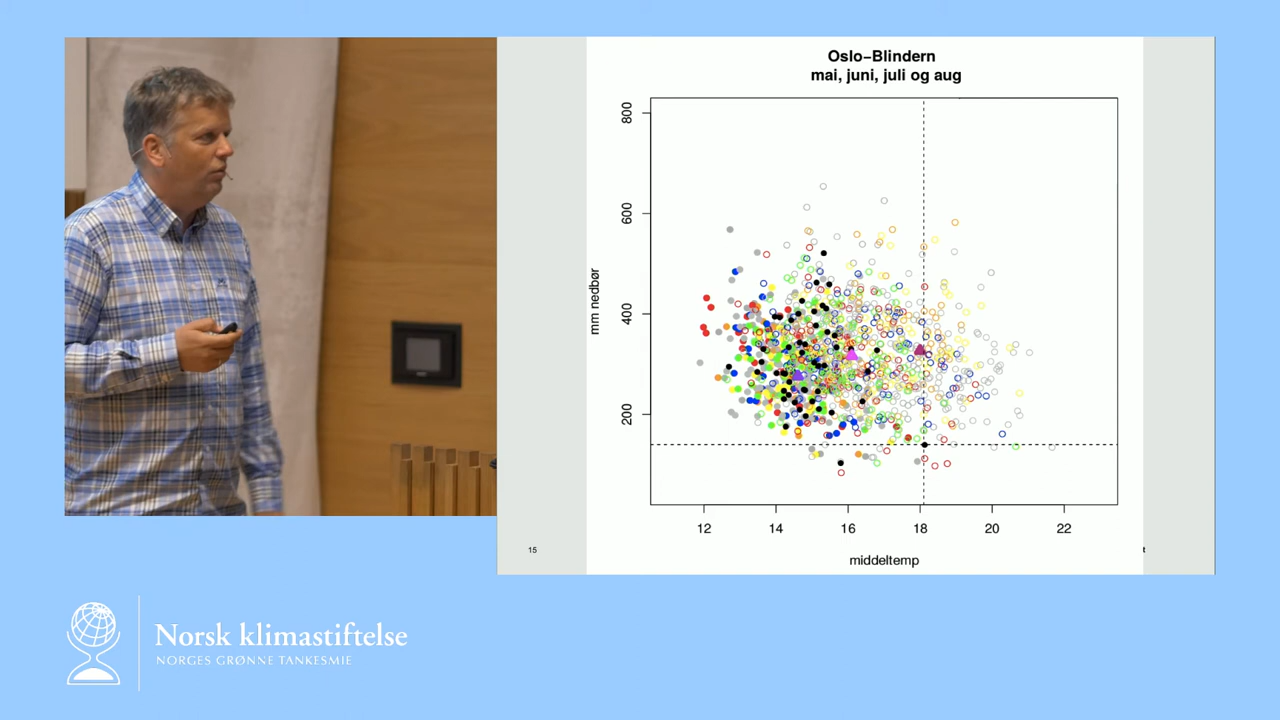 Oslo–Blindern
mai, juni, juli og aug
mm nedbør
800
600
400
200
12
14
16
18
20
22
middeltemp
15
t
Norsk klimastiftelse
NORGES GRØNNE TANKESMIE